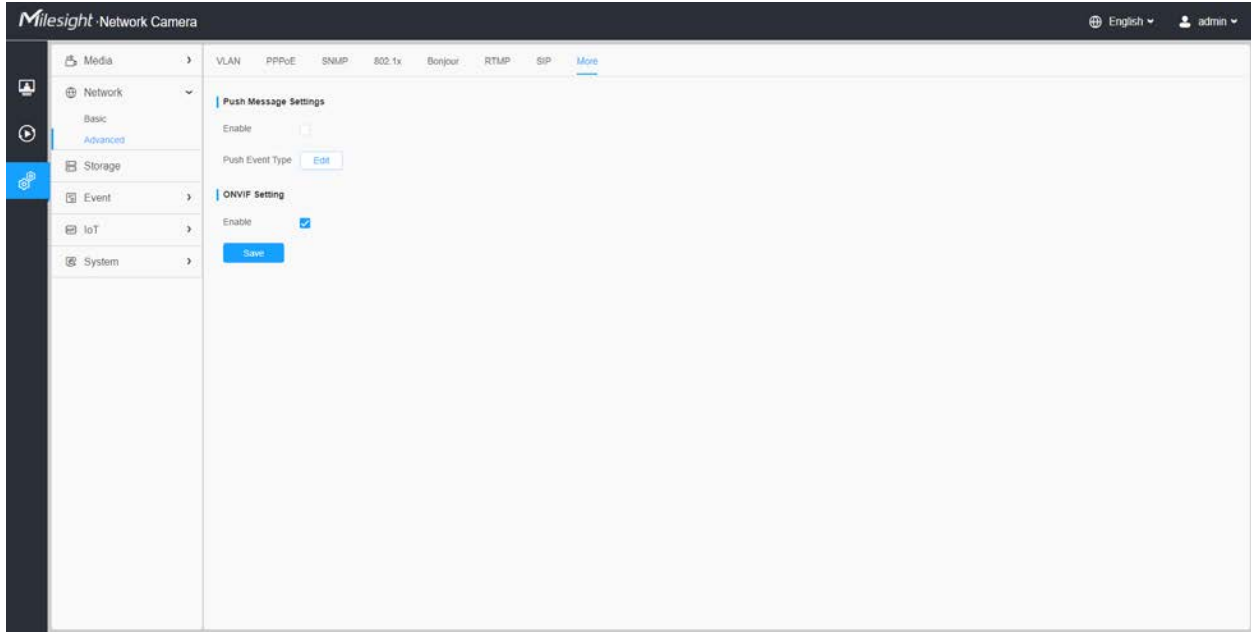 Milesight · Network Camera
English
admin
Media
Network
Basic
Advanced
Storage
Event
IoT
System
VLAN PPPoE SNMP 802.1x Bonjour RTMP SIP More
Push Message Settings
Enable
Push Event Type Edit
ONVIF Setting
Enable
Save